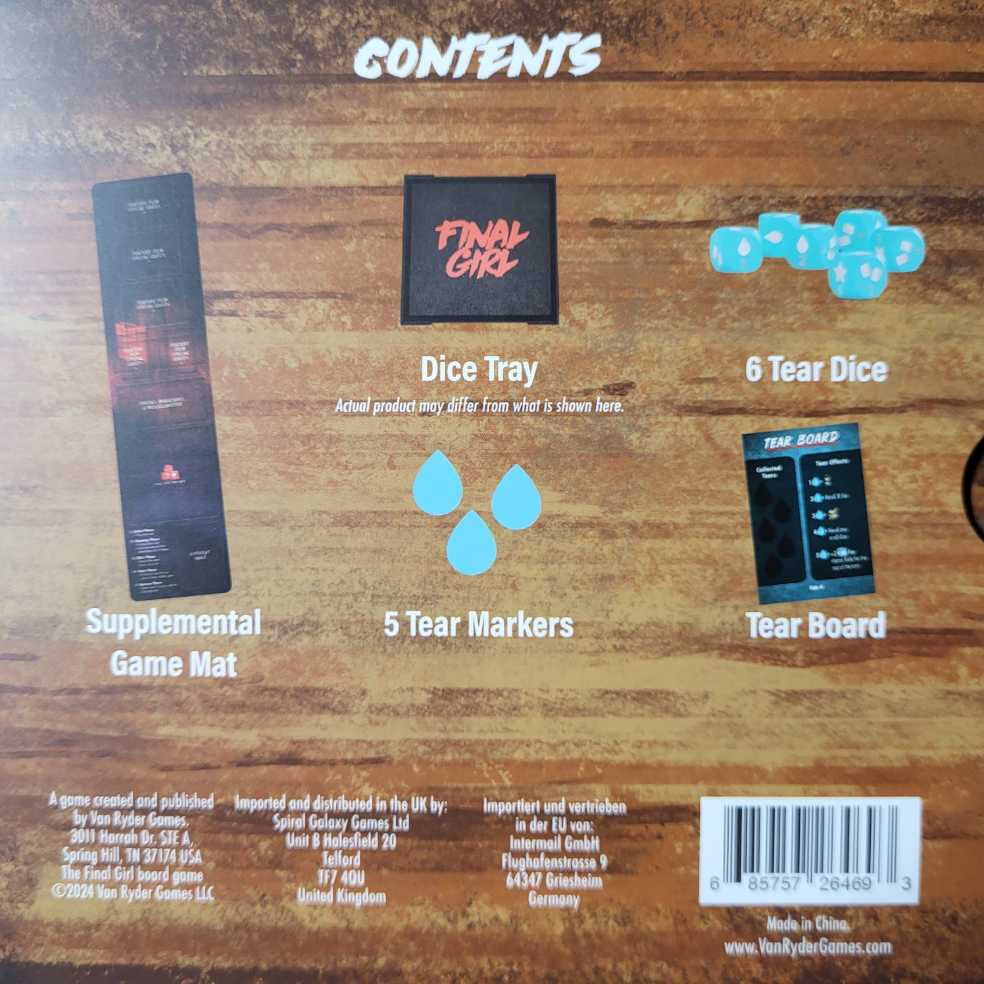 CONTENTS
FINAL
GIRL
Dice Tray
Actual product may differ from what is shown here.
6 Tear Dice
TEAR BOARD
Collected
Tears:
Tear Effects:
Supplemental
Game Mat
5 Tear Markers
Tear Board
A game created and published
by Van Ryder Games.
3011 Harrah Dr. STE A,
Spring Hill, TN 37174 USA
The Final Girl board game
©2024 Van Ryder Games LLC
Imported and distributed in the UK by:
Spiral Galaxy Games Ltd
Unit B Halesfield 20
Telford
TF7 4QU
United Kingdom
Importiert und vertrieben
in der EU von:
Intermail GmbH
Flughafenstrasse 9
64347 Griesheim
Germany
6 85757 26469 3
Made in China.
www.VanRyderGames.com